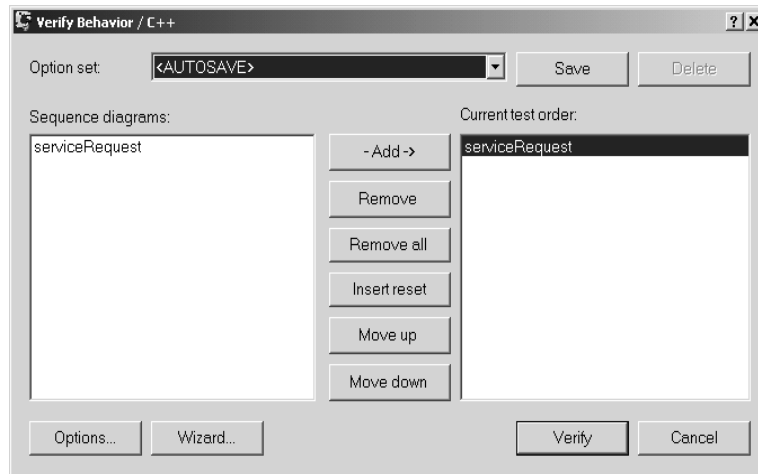 Verify Behavior / C++
Option set: <AUTOSAVE> Save Delete
Sequence diagrams: Current test order:
serviceRequest - Add -> serviceRequest
Remove
Remove all
Insert reset
Move up
Move down
Options... Wizard... Verify Cancel